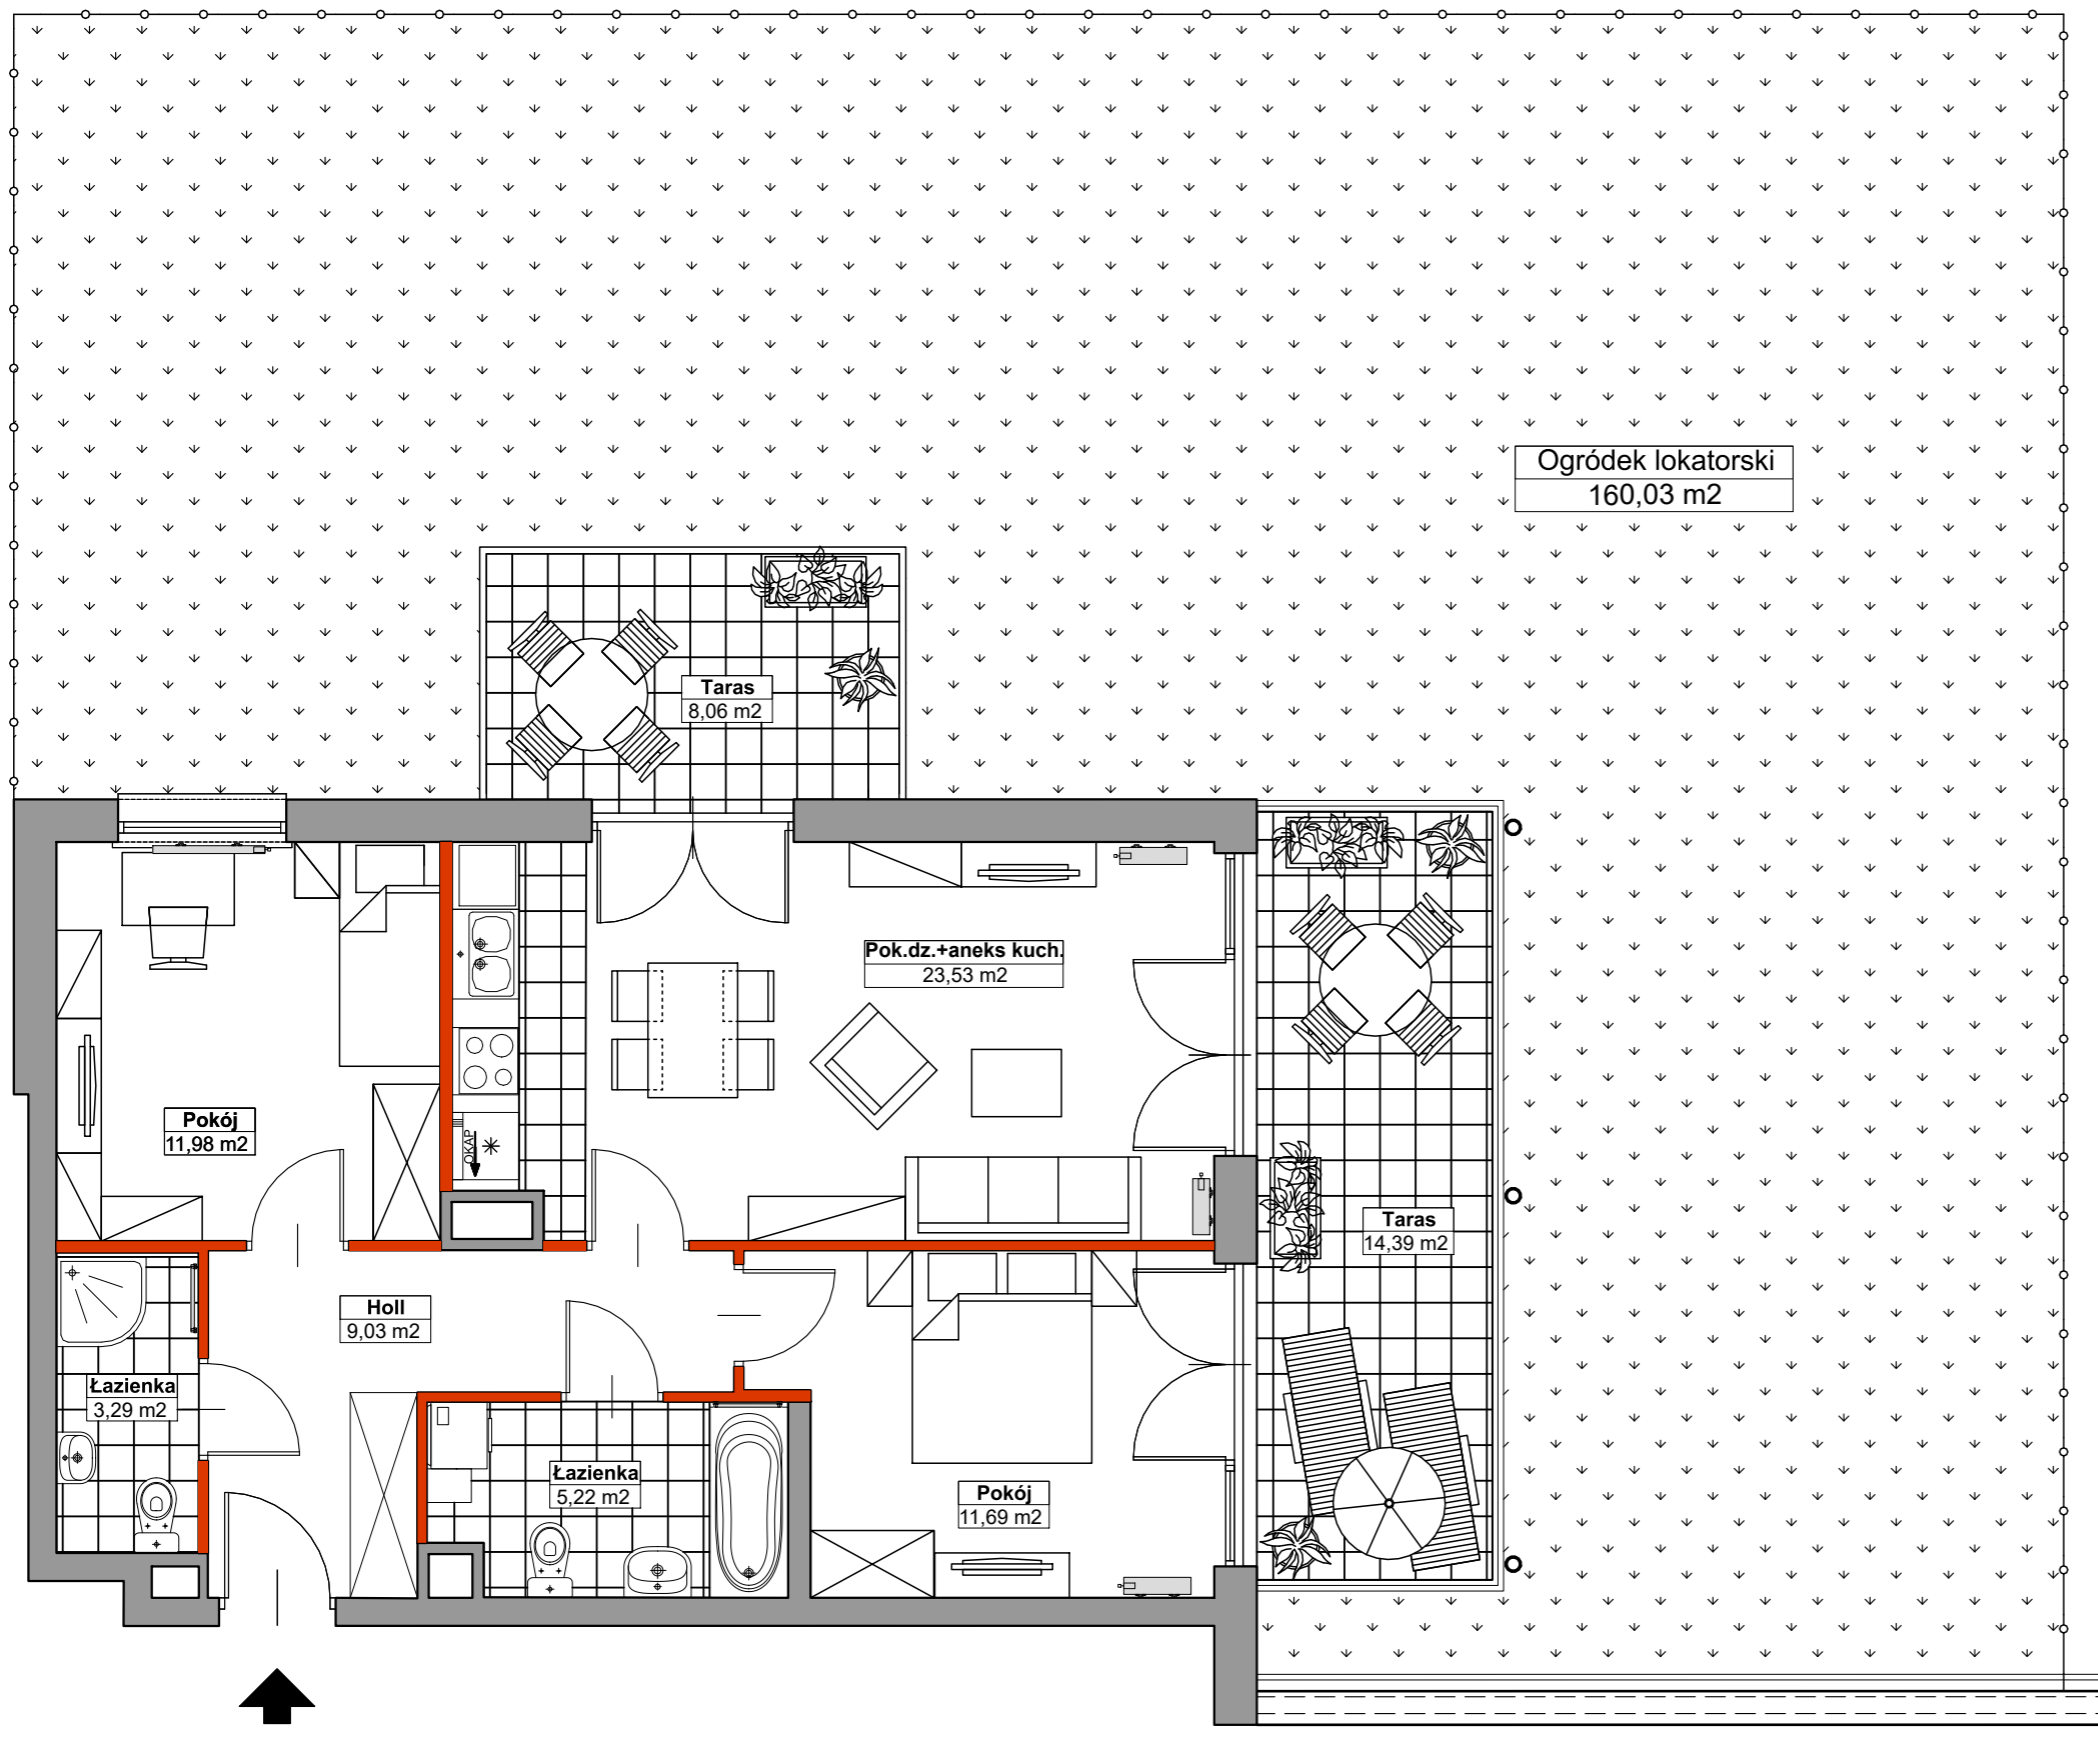 Ogródek lokatorski
160,03 m2
Taras
8,06 m2
Pok.dz.+aneks kuch.
23,53 m2
Pokój
11,98 m2
OKAP
Taras
14,39 m2
Holl
9,03 m2
Łazienka
3,29 m2
Łazienka
5,22 m2
Pokój
11,69 m2